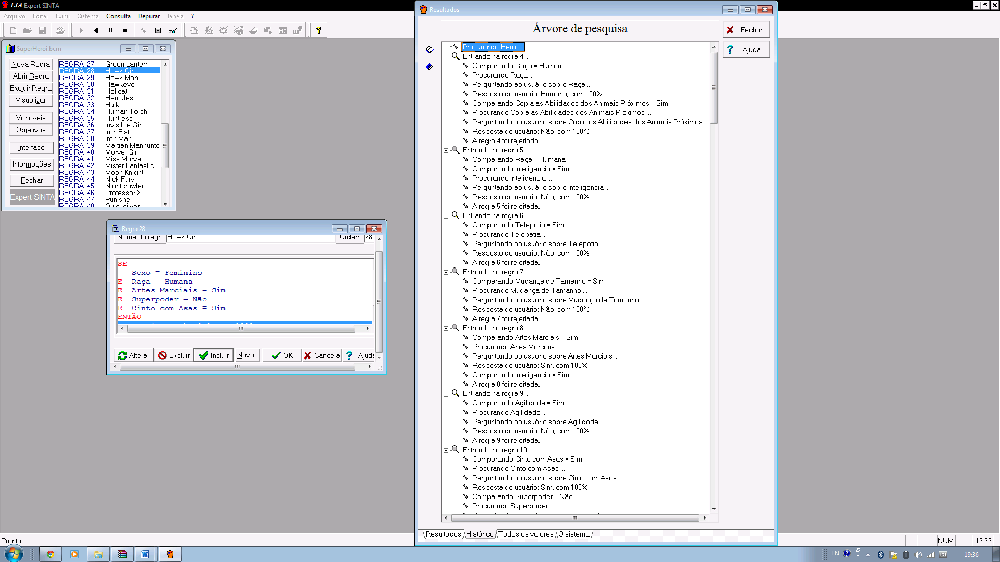 LIA Expert SINTA
Arquivo Editar Exibir Sistema Consulta Depurar Janela ?
SuperHeroi.bcm
Nova Regra
Abrir Regra
Excluir Regra
Visualizar
Variáveis
Objetivos
Interface
Informações
Fechar
Expert SINTA
REGRA 27 Green Lantern
REGRA 28 Hawk Girl
REGRA 29 Hawk Man
REGRA 30 Hawkeye
REGRA 31 Hellcat
REGRA 32 Hercules
REGRA 33 Hulk
REGRA 34 Human Torch
REGRA 35 Huntress
REGRA 36 Invisible Girl
REGRA 37 Iron Fist
REGRA 38 Iron Man
REGRA 39 Martian Manhunte
REGRA 40 Marvel Girl
REGRA 41 Miss Marvel
REGRA 42 Mister Fantastic
REGRA 43 Moon Knight
REGRA 44 Nick Fury
REGRA 45 Nightcrawler
REGRA 46 Professor X
REGRA 47 Punisher
REGRA 48 Quicksilver
Regra 28
Nome da regra: Hawk Girl Ordem: 28
SE
Sexo = Feminino
E Raça = Humana
E Artes Marciais = Sim
E Superpoder = Não
E Cinto com Asas = Sim
ENTÃO
Alterar Excluir Incluir Nova... OK Cancelar Ajuda
Resultados
Árvore de pesquisa
Fechar
Ajuda
Procurando Heroi ...
Entrando na regra 4 ...
Comparando Raça = Humana
Procurando Raça ...
Perguntando ao usuário sobre Raça ...
Resposta do usuário: Humana, com 100%
Comparando Copia as Abilidades dos Animais Próximos = Sim
Procurando Copia as Abilidades dos Animais Próximos ...
Perguntando ao usuário sobre Copia as Abilidades dos Animais Próximos ...
Resposta do usuário: Não, com 100%
A regra 4 foi rejeitada.
Entrando na regra 5 ...
Comparando Raça = Humana
Comparando Inteligencia = Sim
Procurando Inteligencia ...
Perguntando ao usuário sobre Inteligencia ...
Resposta do usuário: Não, com 100%
A regra 5 foi rejeitada.
Entrando na regra 6 ...
Comparando Telepatia = Sim
Procurando Telepatia ...
Perguntando ao usuário sobre Telepatia ...
Resposta do usuário: Não, com 100%
A regra 6 foi rejeitada.
Entrando na regra 7 ...
Comparando Mudança de Tamanho = Sim
Procurando Mudança de Tamanho ...
Perguntando ao usuário sobre Mudança de Tamanho ...
Resposta do usuário: Não, com 100%
A regra 7 foi rejeitada.
Entrando na regra 8 ...
Comparando Artes Marciais = Sim
Procurando Artes Marciais ...
Perguntando ao usuário sobre Artes Marciais ...
Resposta do usuário: Sim, com 100%
Comparando Inteligencia = Sim
A regra 8 foi rejeitada.
Entrando na regra 9 ...
Comparando Agilidade = Sim
Procurando Agilidade ...
Perguntando ao usuário sobre Agilidade ...
Resposta do usuário: Não, com 100%
A regra 9 foi rejeitada.
Entrando na regra 10 ...
Comparando Cinto com Asas = Sim
Procurando Cinto com Asas ...
Perguntando ao usuário sobre Cinto com Asas ...
Resposta do usuário: Sim, com 100%
Comparando Superpoder = Não
Procurando Superpoder ...
Resultados Histórico Todos os valores O sistema
Pronto.
NUM 19:36
EN 19:36